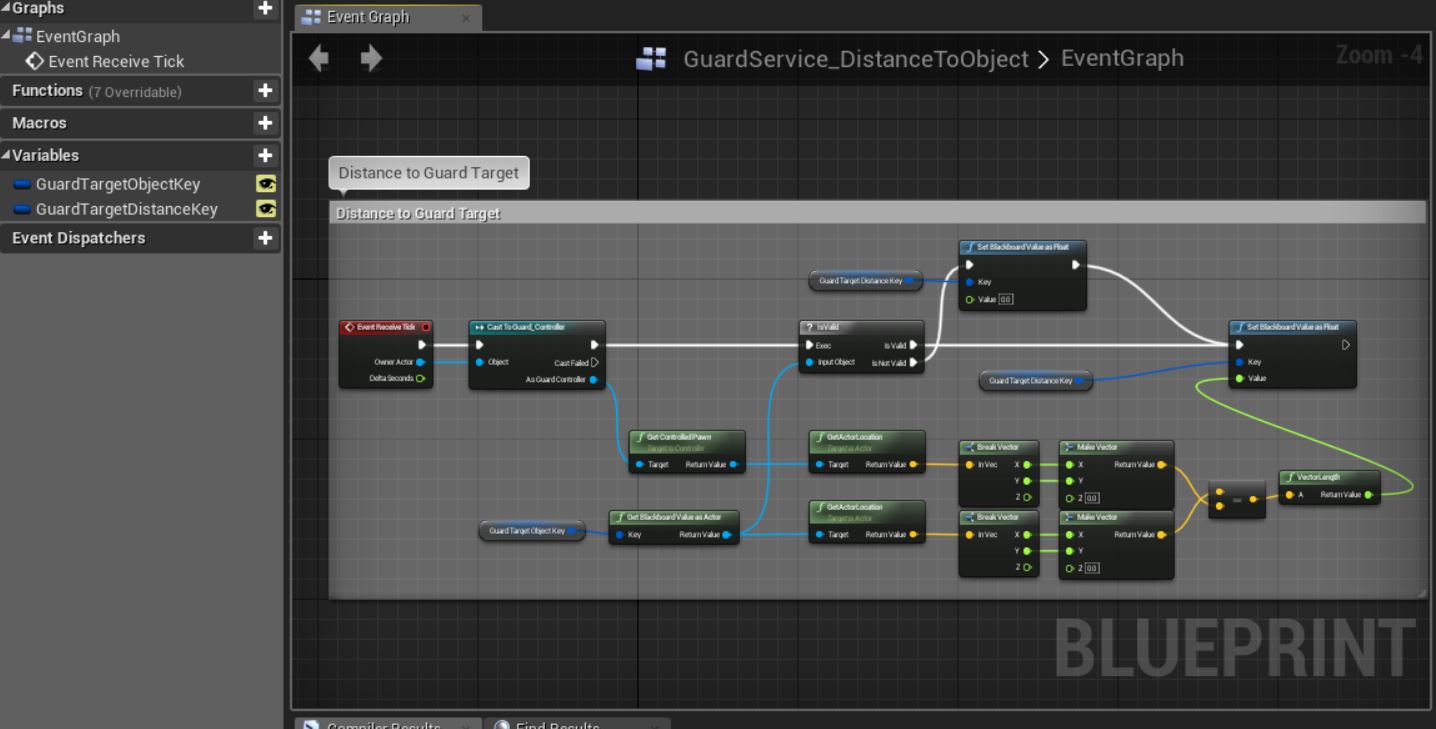 Graphs
EventGraph
Event Receive Tick
Functions (7 Overridable)
Macros
Variables
GuardTargetObjectKey
GuardTargetDistanceKey
Event Dispatchers
Event Graph
GuardService_DistanceToObject > EventGraph
Zoom -4
Distance to Guard Target
Distance to Guard Target
Event Receive Tick
Owner Actor
Delta Seconds
Cast To Guard_Controller
Object
Cast Failed
As Guard Controller
Get Controlled Pawn
Target is Controller
Target Return Value
Guard Target Object Key
Get Blackboard Value as Actor
Key Return Value
Guard Target Distance Key
? IsValid
Exec Is Valid
Input Object Is Not Valid
Set Blackboard Value as Float
Key
Value 0.0
Guard Target Distance Key
Set Blackboard Value as Float
Key
Value
GetActorLocation
Target is Actor
Target Return Value
GetActorLocation
Target is Actor
Target Return Value
Break Vector
In Vec X
Y
Z
Make Vector
X Return Value
Y
Z 0.0
Break Vector
In Vec X
Y
Z
Make Vector
X Return Value
Y
Z 0.0
VectorLength
A Return Value
BLUEPRINT
Compiler Results
Find Results